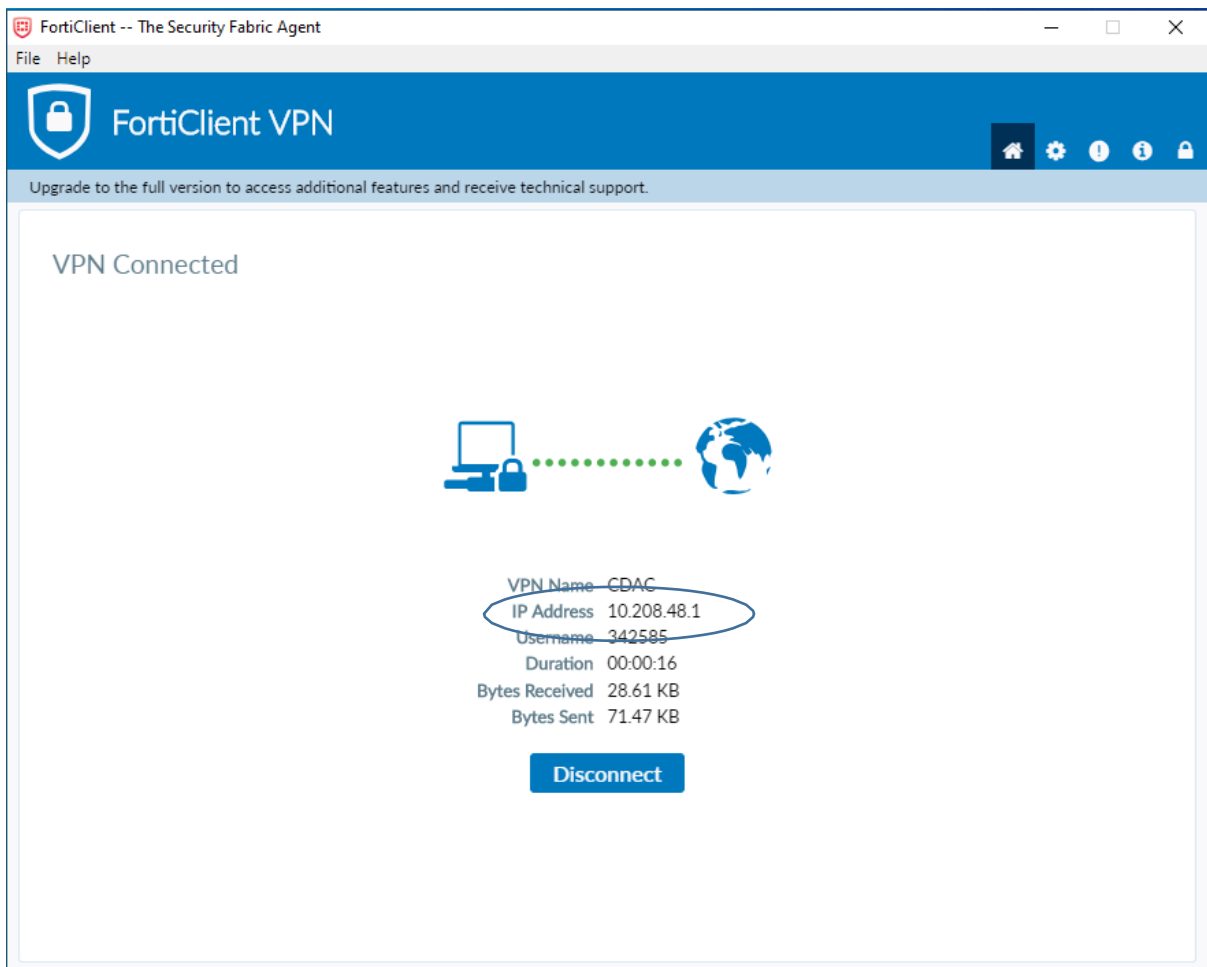 FortiClient -- The Security Fabric Agent
File Help
FortiClient VPN
Upgrade to the full version to access additional features and receive technical support.
VPN Connected
VPN Name CDAC
IP Address 10.208.48.1
Username 342585
Duration 00:00:16
Bytes Received 28.61 KB
Bytes Sent 71.47 KB
Disconnect